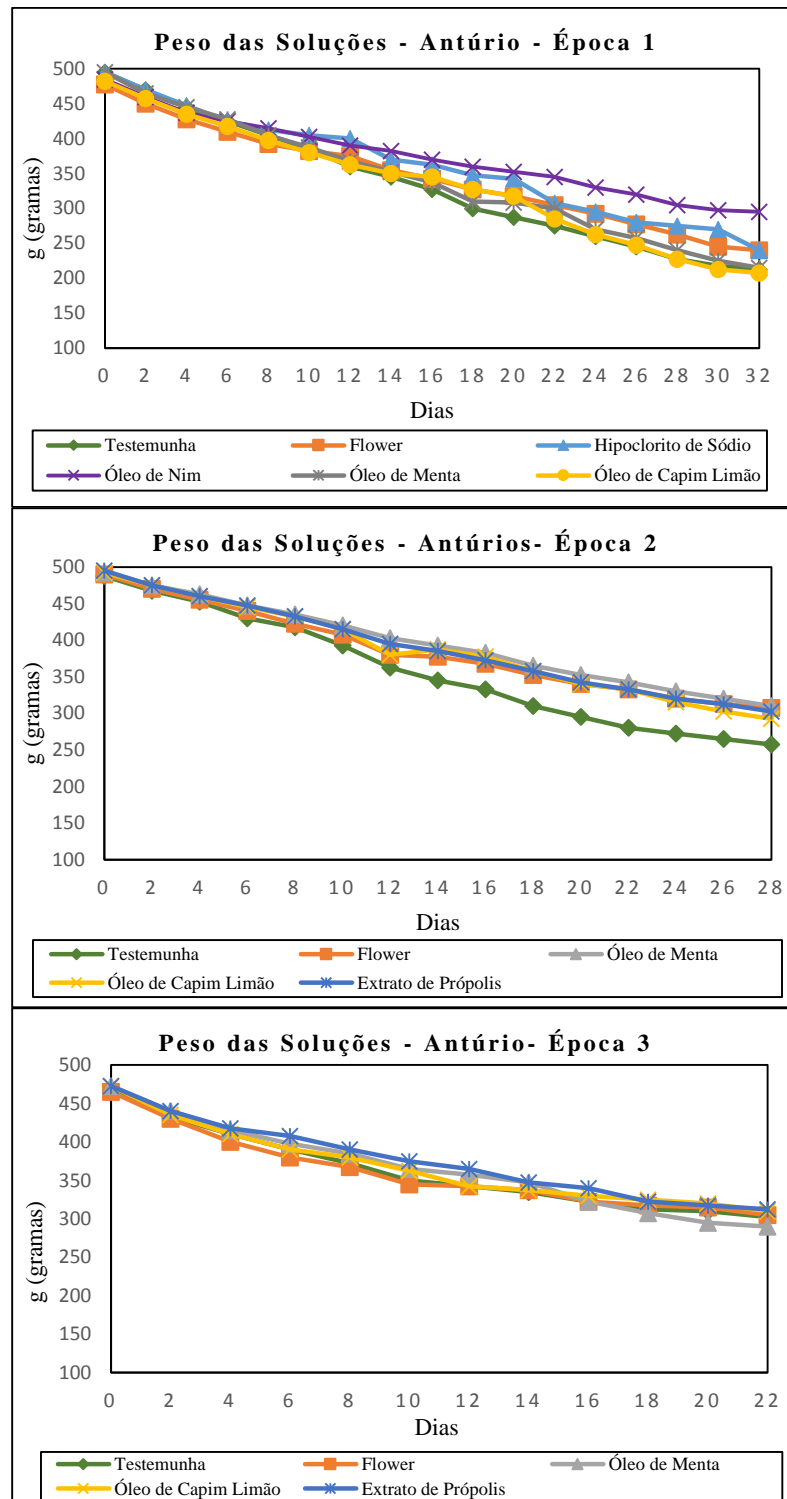 Peso das Soluções - Antúrio - Época 1
500
450
400
350
300
250
200
150
100
g (gramas)
0 2 4 6 8 10 12 14 16 18 20 22 24 26 28 30 32
Dias
Testemunha Flower Hipoclorito de Sódio
Óleo de Nim Óleo de Menta Óleo de Capim Limão
Peso das Soluções - Antúrios- Época 2
500
450
400
350
300
250
200
150
100
g (gramas)
0 2 4 6 8 10 12 14 16 18 20 22 24 26 28
Dias
Testemunha Flower Óleo de Menta
Óleo de Capim Limão Extrato de Própolis
Peso das Soluções - Antúrio- Época 3
500
450
400
350
300
250
200
150
100
g (gramas)
0 2 4 6 8 10 12 14 16 18 20 22
Dias
Testemunha Flower Óleo de Menta
Óleo de Capim Limão Extrato de Própolis